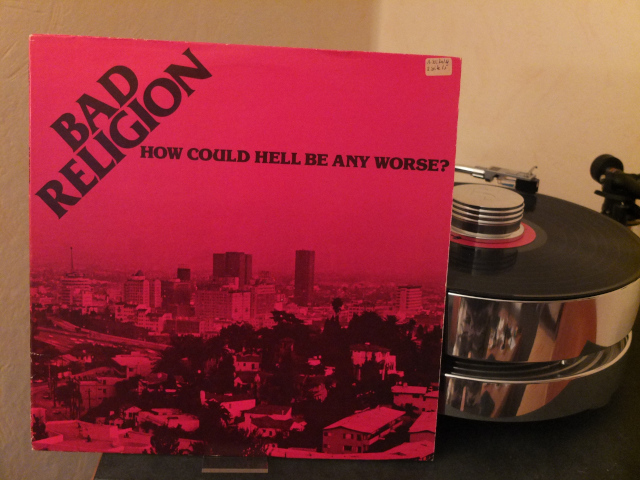 BAD
RELIGION
HOW COULD HELL BE ANY WORSE?